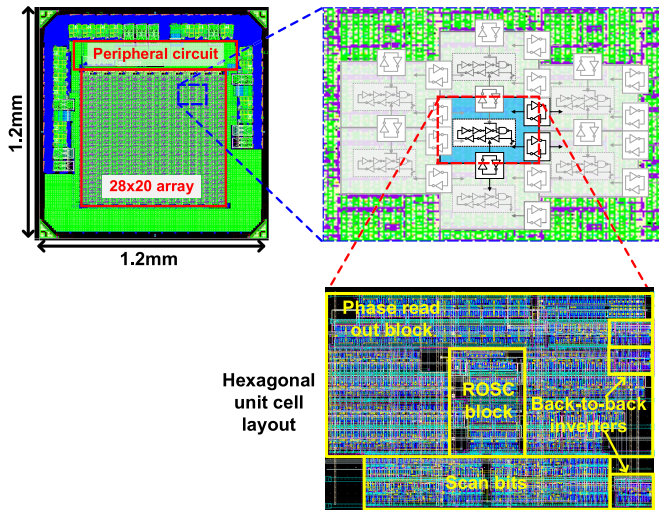 Peripheral circuit
1.2mm
28x20 array
1.2mm
Hexagonal
unit cell
layout
Phase read
out block
ROSC
block
Back-to-back
inverters
Scan bits